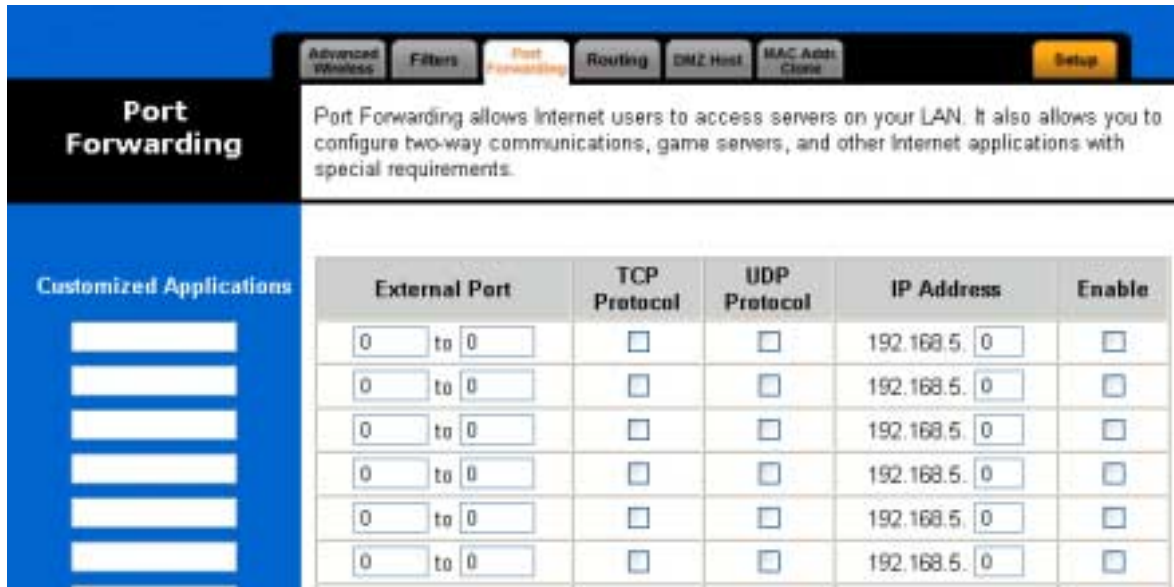 Advanced Wireless
Filters
Port Forwarding
Routing
DMZ Host
MAC Addr Clone
Setup
Port Forwarding
Port Forwarding allows Internet users to access servers on your LAN. It also allows you to
configure two-way communications, game servers, and other Internet applications with
special requirements.
Customized Applications
External Port
TCP Protocol
UDP Protocol
IP Address
Enable
0 to 0 192.168.5. 0
0 to 0 192.168.5. 0
0 to 0 192.168.5. 0
0 to 0 192.168.5. 0
0 to 0 192.168.5. 0
0 to 0 192.168.5. 0